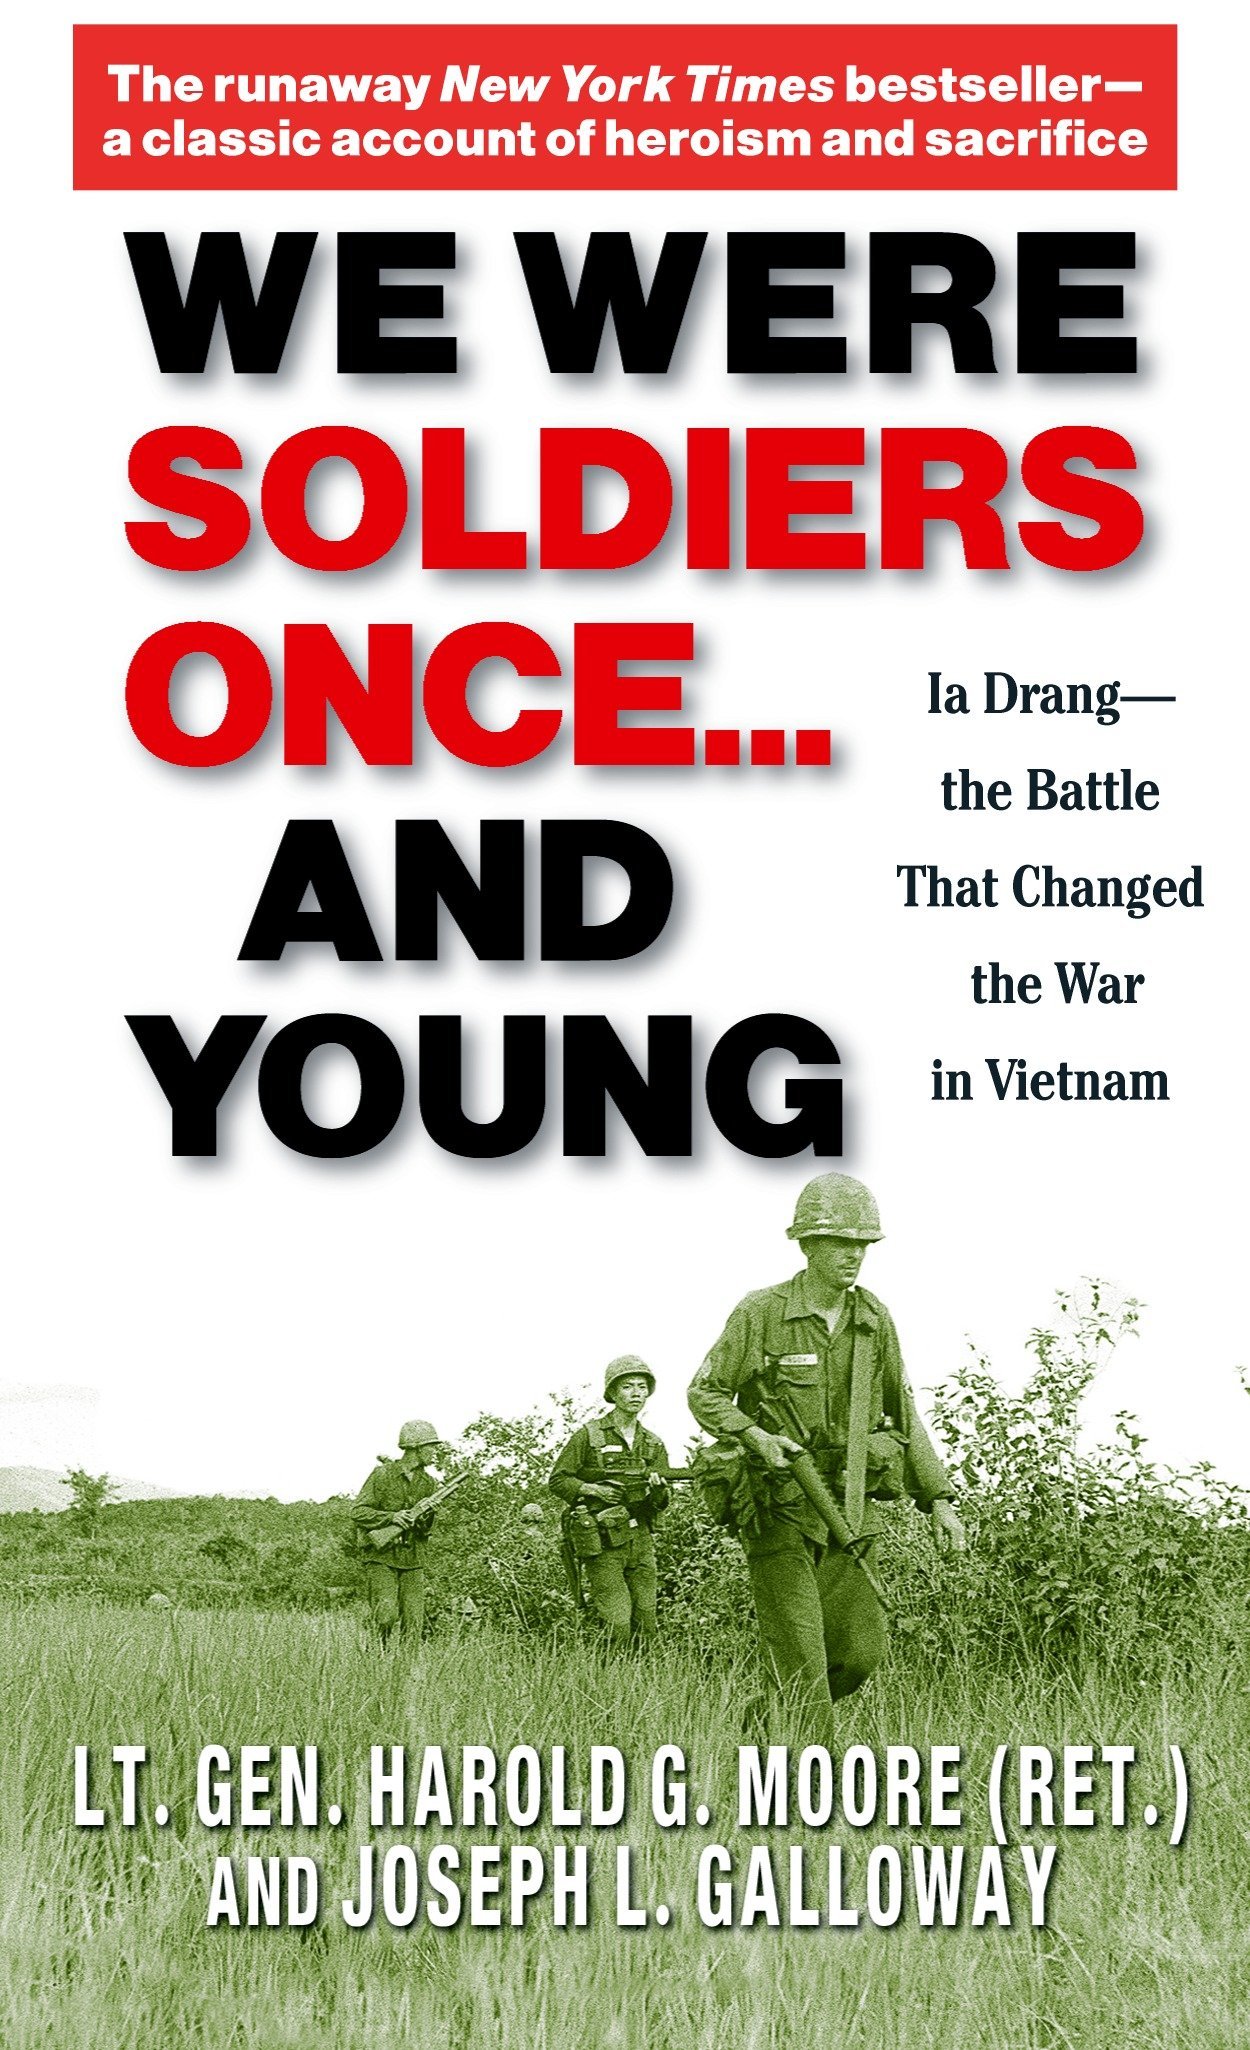 The runaway New York Times bestseller—
a classic account of heroism and sacrifice
WE WERE
SOLDIERS
ONCE...
AND
YOUNG
Ia Drang—
the Battle
That Changed
the War
in Vietnam
LT. GEN. HAROLD G. MOORE (RET.)
AND JOSEPH L. GALLOWAY